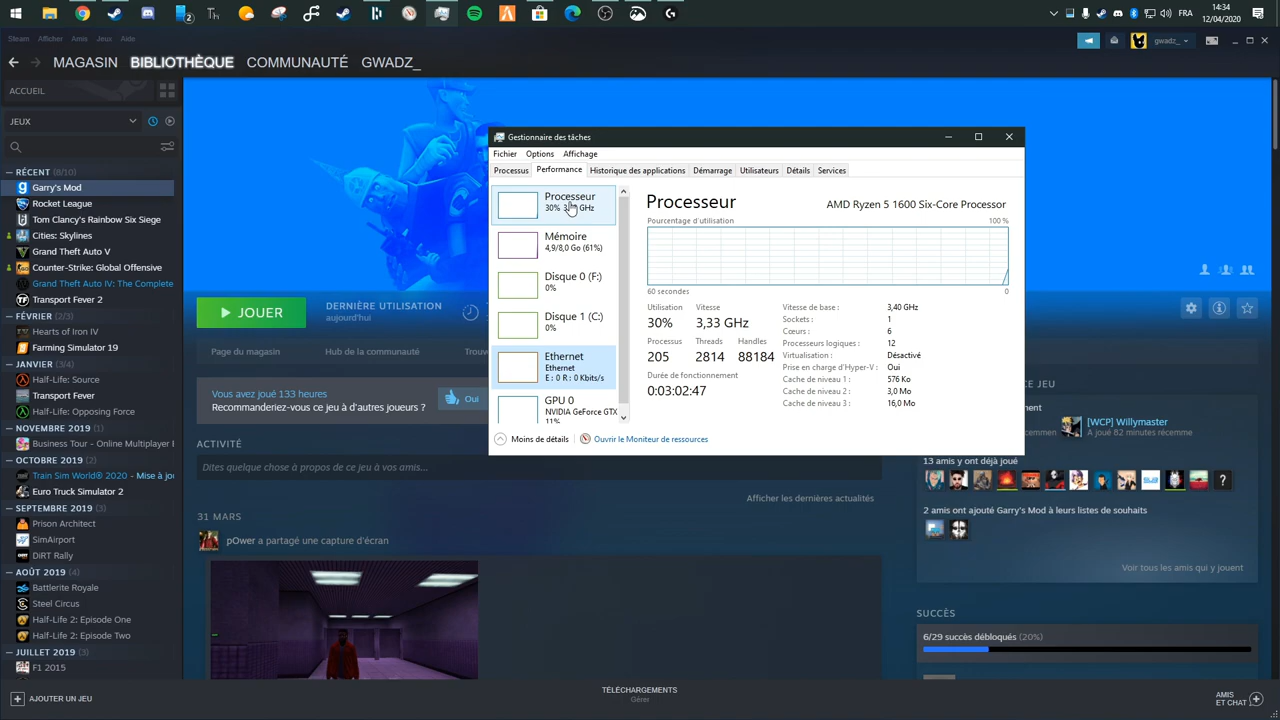 14:34
FRA
12/04/2020
Steam Afficher Amis Jeux Aide
gwadz_
MAGASIN BIBLIOTHÈQUE COMMUNAUTÉ GWADZ_
ACCUEIL
JEUX
RÉCENT (8/10)
Garry's Mod
Rocket League
Tom Clancy's Rainbow Six Siege
Cities: Skylines
Grand Theft Auto V
Counter-Strike: Global Offensive
Grand Theft Auto IV: The Complete
Transport Fever 2
FÉVRIER (2/3)
Hearts of Iron IV
Farming Simulator 19
JANVIER (3/4)
Half-Life: Source
Transport Fever
Half-Life: Opposing Force
NOVEMBRE 2019 (1)
Business Tour - Online Multiplayer
OCTOBRE 2019 (2)
Train Sim World® 2020 - Mise à jou
Euro Truck Simulator 2
SEPTEMBRE 2019 (3)
Prison Architect
SimAirport
DiRT Rally
AOÛT 2019 (4)
Battlerite Royale
Steel Circus
Half-Life 2: Episode One
Half-Life 2: Episode Two
JUILLET 2019 (3)
F1 2015
AJOUTER UN JEU
JOUER
DERNIÈRE UTILISATION
aujourd'hui
Page du magasin Hub de la communauté Trouv
Vous avez joué 133 heures
Recommanderiez-vous ce jeu à d'autres joueurs ?
Oui
ACTIVITÉ
Dites quelque chose à propos de ce jeu à vos amis...
Afficher les dernières actualités
31 MARS
pOwer a partagé une capture d'écran
Gestionnaire des tâches
Fichier Options Affichage
Processus Performance Historique des applications Démarrage Utilisateurs Détails Services
Processeur
30% GHz
Mémoire
4,9/8,0 Go (61%)
Disque 0 (F:)
0%
Disque 1 (C:)
0%
Ethernet
Ethernet
E : 0 R : 0 Kbits/s
GPU 0
NVIDIA GeForce GTX
11%
Processeur AMD Ryzen 5 1600 Six-Core Processor
Pourcentage d'utilisation 100 %
60 secondes 0
Utilisation Vitesse
30% 3,33 GHz
Processus Threads Handles
205 2814 88184
Durée de fonctionnement
0:03:02:47
Vitesse de base : 3,40 GHz
Sockets : 1
Cœurs : 6
Processeurs logiques : 12
Virtualisation : Désactivé
Prise en charge d'Hyper-V : Oui
Cache de niveau 1 : 576 Ko
Cache de niveau 2 : 3,0 Mo
Cache de niveau 3 : 16,0 Mo
Moins de détails Ouvrir le Moniteur de ressources
CE JEU
[WCP] Willymaster
A joué 82 minutes récemme
13 amis y ont déjà joué
?
2 amis ont ajouté Garry's Mod à leurs listes de souhaits
Voir tous les amis qui y jouent
SUCCÈS
6/29 succès débloqués (20%)
TÉLÉCHARGEMENTS
Gérer
AMIS
ET CHAT